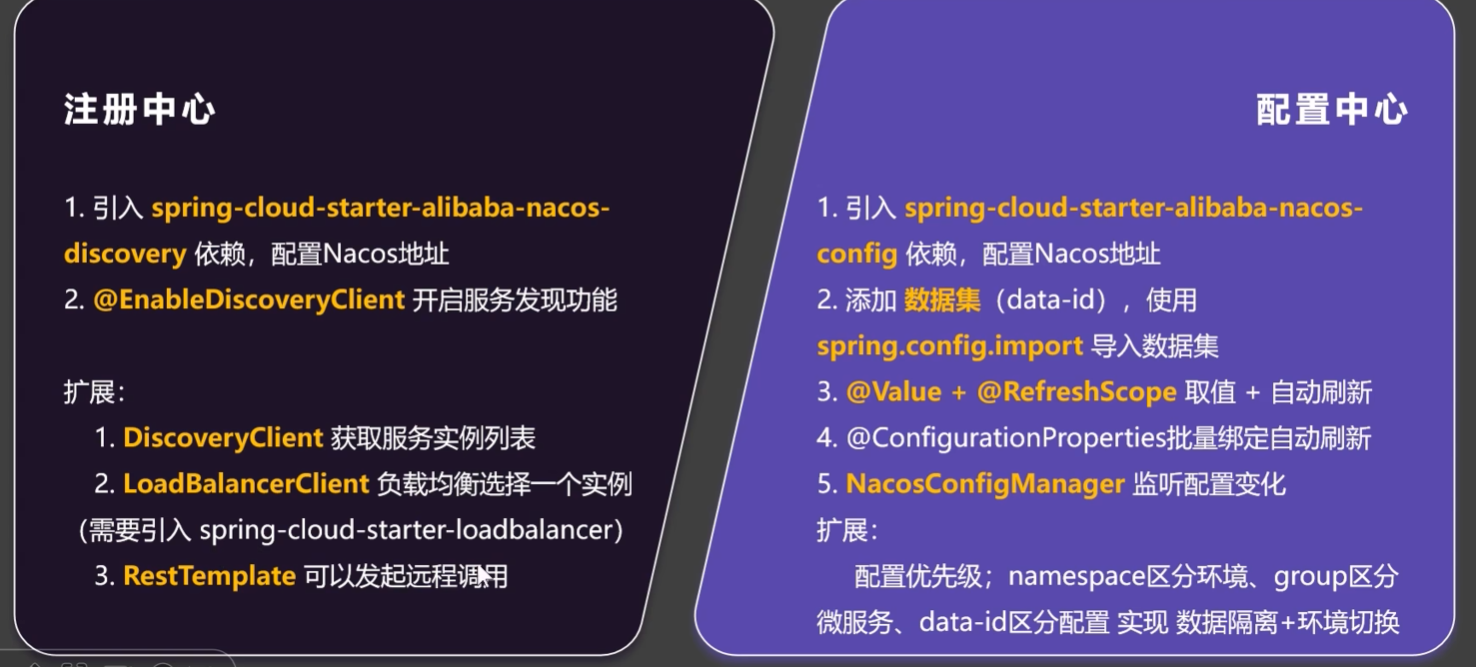 注册中心
1. 引入 spring-cloud-starter-alibaba-nacos-
discovery 依赖，配置Nacos地址
2. @EnableDiscoveryClient 开启服务发现功能
扩展：
1. DiscoveryClient 获取服务实例列表
2. LoadBalancerClient 负载均衡选择一个实例
（需要引入 spring-cloud-starter-loadbalancer）
3. RestTemplate 可以发起远程调用
配置中心
1. 引入 spring-cloud-starter-alibaba-nacos-
config 依赖，配置Nacos地址
2. 添加 数据集（data-id），使用
spring.config.import 导入数据集
3. @Value + @RefreshScope 取值 + 自动刷新
4. @ConfigurationProperties批量绑定自动刷新
5. NacosConfigManager 监听配置变化
扩展：
配置优先级；namespace区分环境、group区分
微服务、data-id区分配置 实现 数据隔离+环境切换